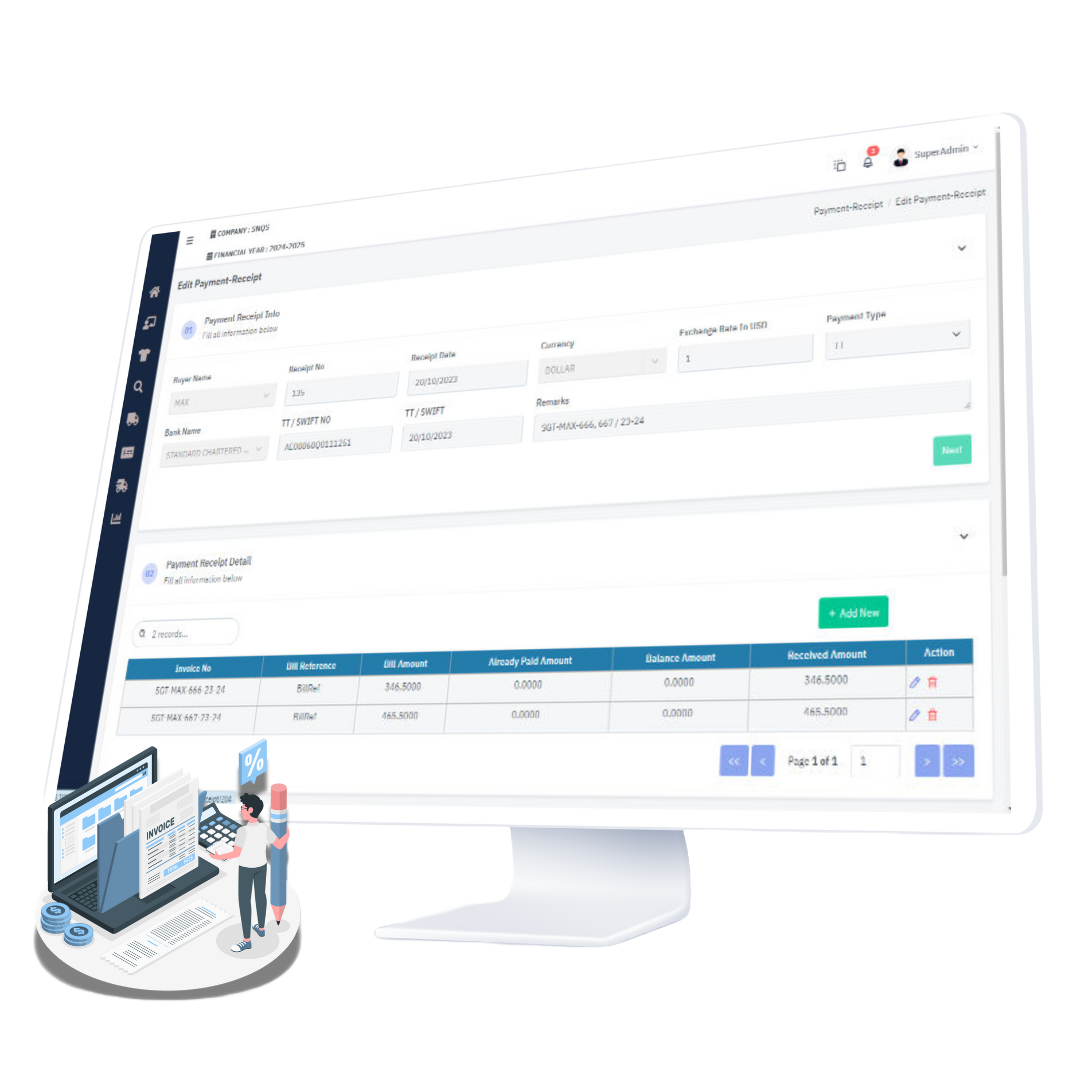 3
SuperAdmin
COMPANY : SNQS
FINANCIAL YEAR : 2024-2025
Payment-Receipt / Edit Payment-Receipt
Edit Payment-Receipt
01
Payment Receipt Info
Fill all information below
Buyer Name
Receipt No
Receipt Date
Currency
Exchange Rate In USD
Payment Type
MAX
135
20/10/2023
DOLLAR
1
Bank Name
TT / SWIFT NO
TT / SWIFT
Remarks
STANDARD CHARTERED ...
20/10/2023
SGT-MAX-666, 667 / 23-24
Next
02
Payment Receipt Detail
Fill all information below
2 records...
+ Add New
Invoice No Bill Reference Bill Amount Already Paid Amount Balance Amount Received Amount Action
SGT-MAX-666-23-24 BillRef 346.5000 0.0000 0.0000 346.5000
SGT-MAX-667-23-24 BillRef 465.5000 0.0000 0.0000 465.5000
<< < Page 1 of 1 1 > >>
%
INVOICE